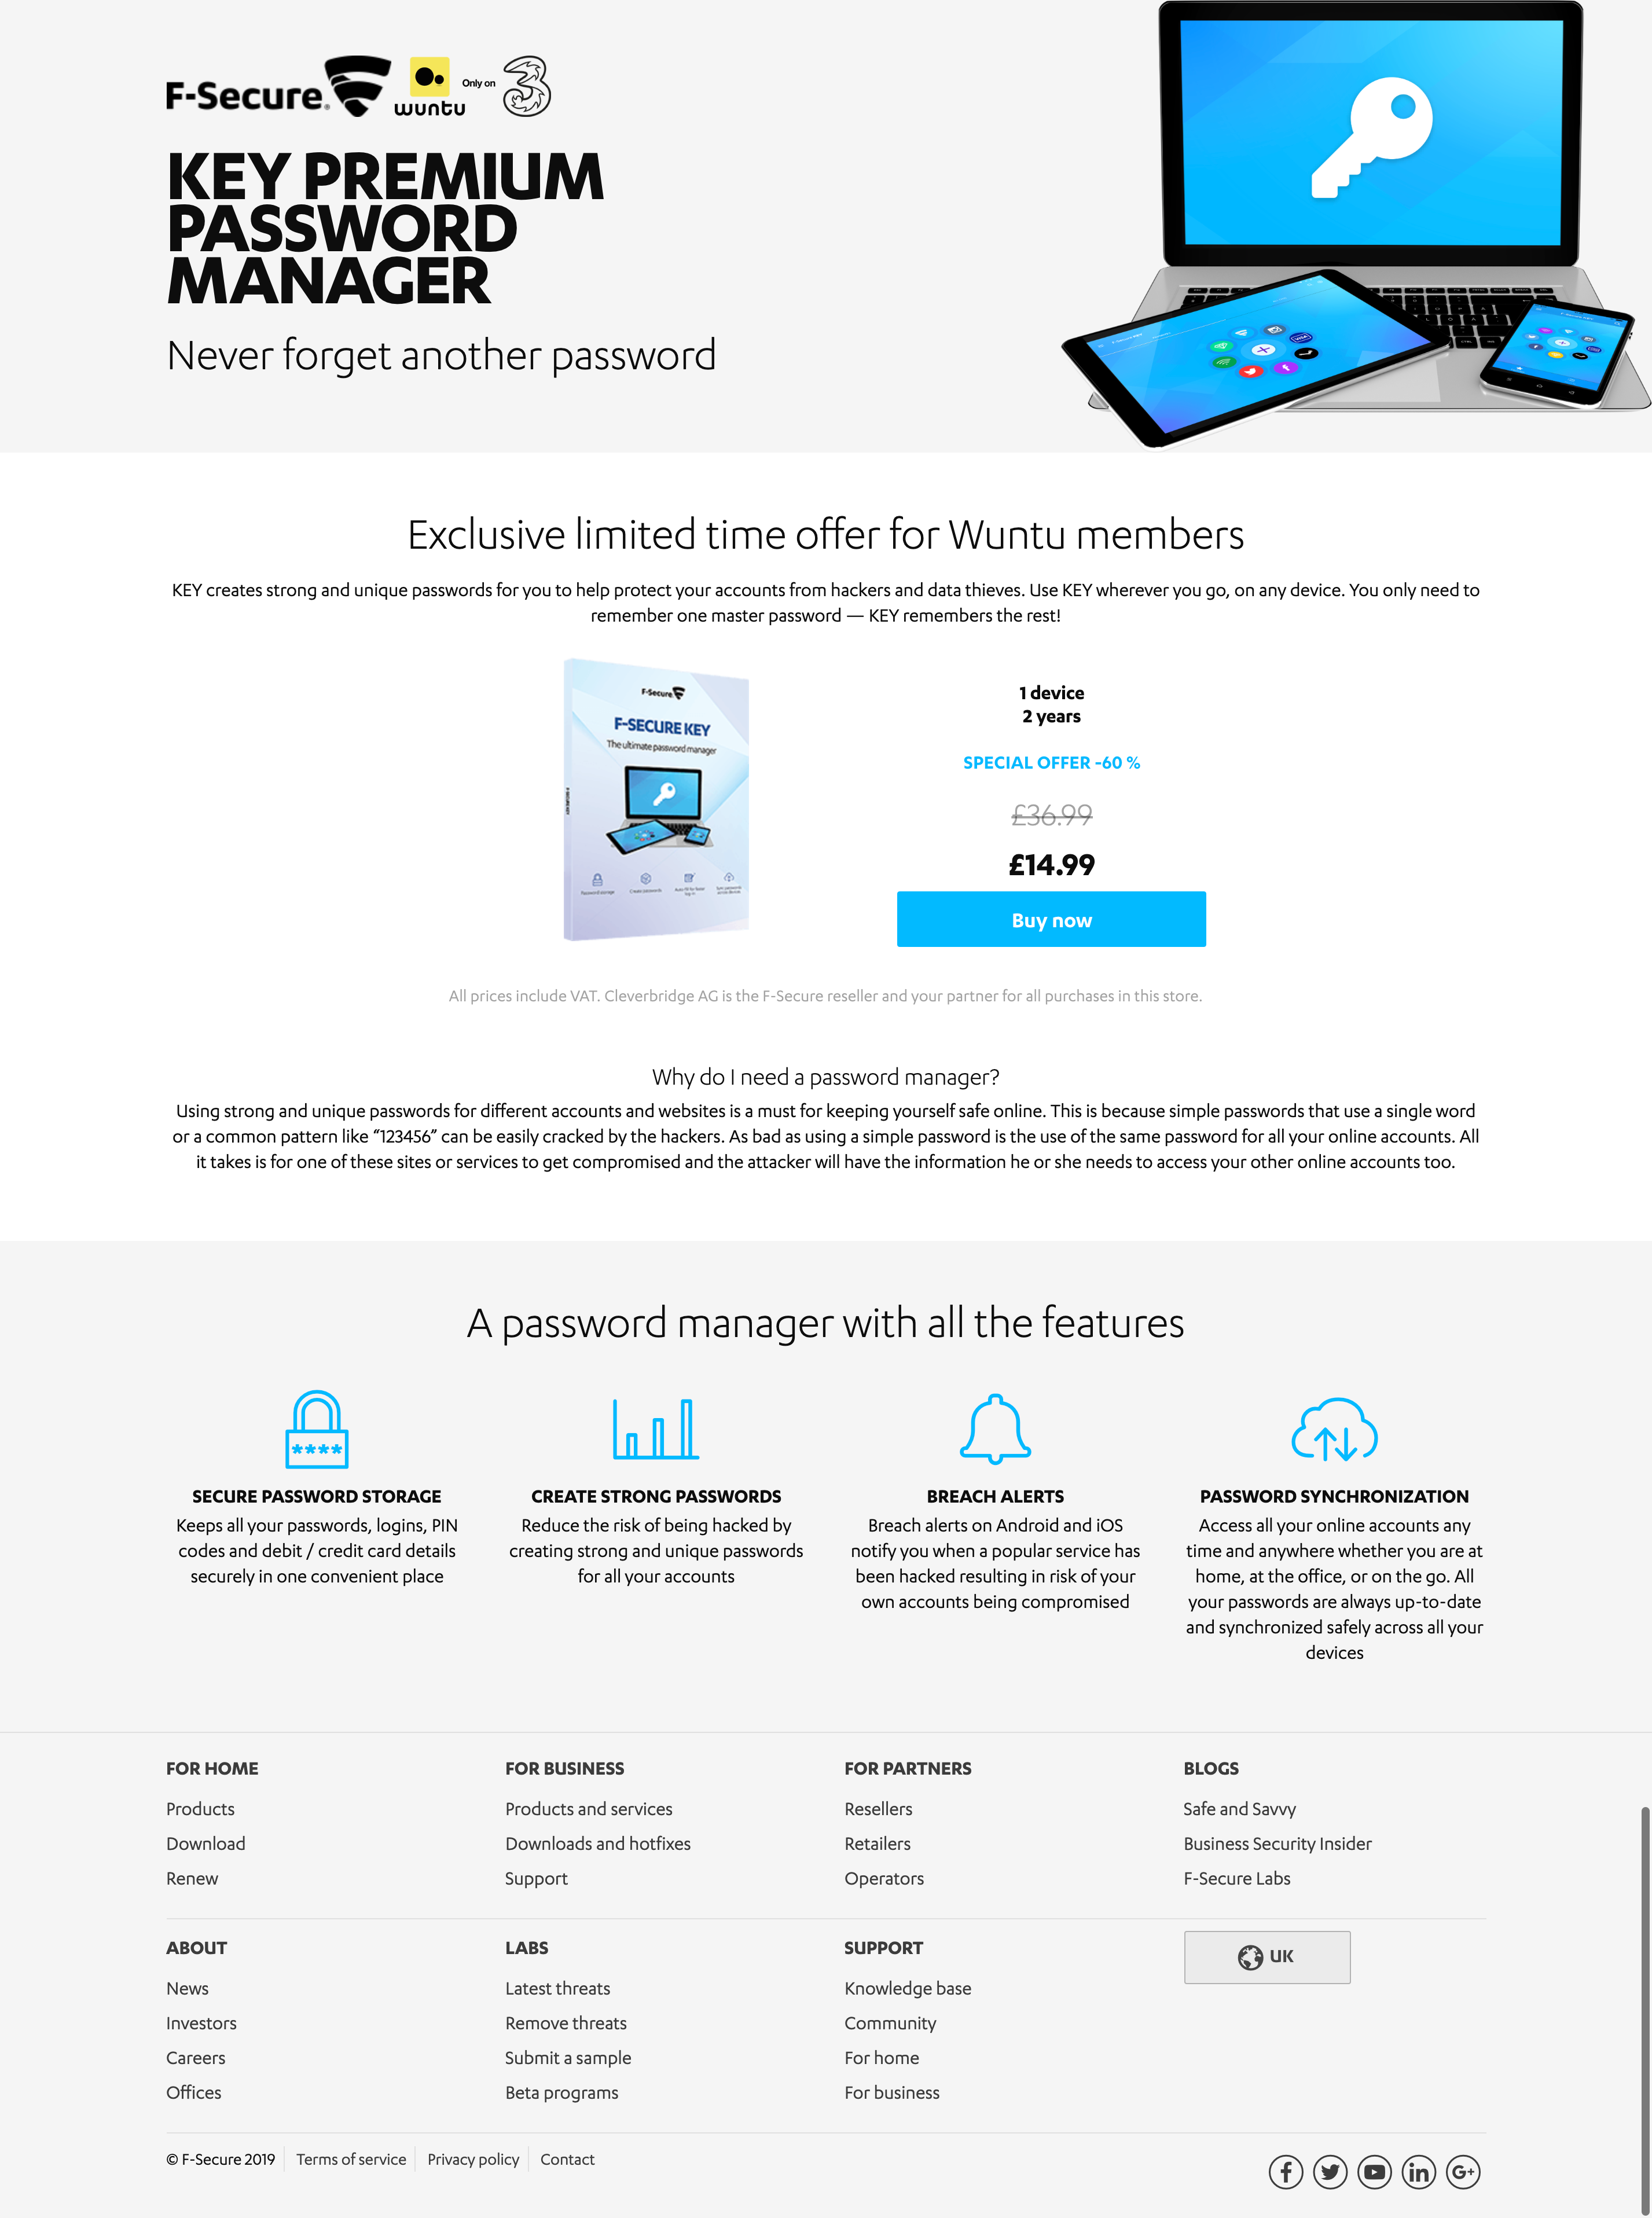 F-Secure.
wuntu
Only on
3
KEY PREMIUM
PASSWORD
MANAGER
Never forget another password
Exclusive limited time offer for Wuntu members
KEY creates strong and unique passwords for you to help protect your accounts from hackers and data thieves. Use KEY wherever you go, on any device. You only need to
remember one master password — KEY remembers the rest!
F-Secure
F-SECURE KEY
The ultimate password manager
F-SECURE KEY
Password storage
Create passwords
1 device
2 years
SPECIAL OFFER -60 %
£36.99
£14.99
Buy now
All prices include VAT. Cleverbridge AG is the F-Secure reseller and your partner for all purchases in this store.
Why do I need a password manager?
Using strong and unique passwords for different accounts and websites is a must for keeping yourself safe online. This is because simple passwords that use a single word
or a common pattern like “123456” can be easily cracked by the hackers. As bad as using a simple password is the use of the same password for all your online accounts. All
it takes is for one of these sites or services to get compromised and the attacker will have the information he or she needs to access your other online accounts too.
A password manager with all the features
****
SECURE PASSWORD STORAGE
Keeps all your passwords, logins, PIN
codes and debit / credit card details
securely in one convenient place
CREATE STRONG PASSWORDS
Reduce the risk of being hacked by
creating strong and unique passwords
for all your accounts
BREACH ALERTS
Breach alerts on Android and iOS
notify you when a popular service has
been hacked resulting in risk of your
own accounts being compromised
PASSWORD SYNCHRONIZATION
Access all your online accounts any
time and anywhere whether you are at
home, at the office, or on the go. All
your passwords are always up-to-date
and synchronized safely across all your
devices
FOR HOME
Products
Download
Renew
FOR BUSINESS
Products and services
Downloads and hotfixes
Support
FOR PARTNERS
Resellers
Retailers
Operators
BLOGS
Safe and Savvy
Business Security Insider
F-Secure Labs
ABOUT
News
Investors
Careers
Offices
LABS
Latest threats
Remove threats
Submit a sample
Beta programs
SUPPORT
Knowledge base
Community
For home
For business
UK
© F-Secure 2019
Terms of service
Privacy policy
Contact
f
in
G+